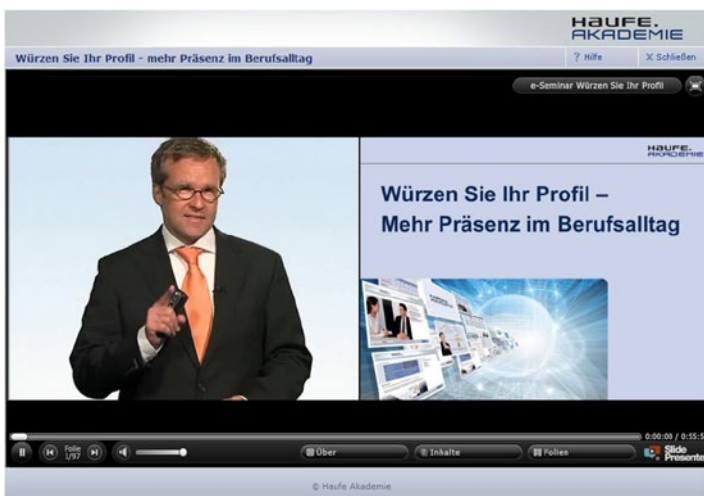 HAUFE.
AKADEMIE
Würzen Sie Ihr Profil - mehr Präsenz im Berufsalltag
? Hilfe
X Schließen
e-Seminar Würzen Sie Ihr Profil
HAUFE.
AKADEMIE
Würzen Sie Ihr Profil –
Mehr Präsenz im Berufsalltag
0:00:00 / 0:55:5
Folie
1/97
Über
Inhalte
Folien
Slide
Presente
© Haufe Akademie